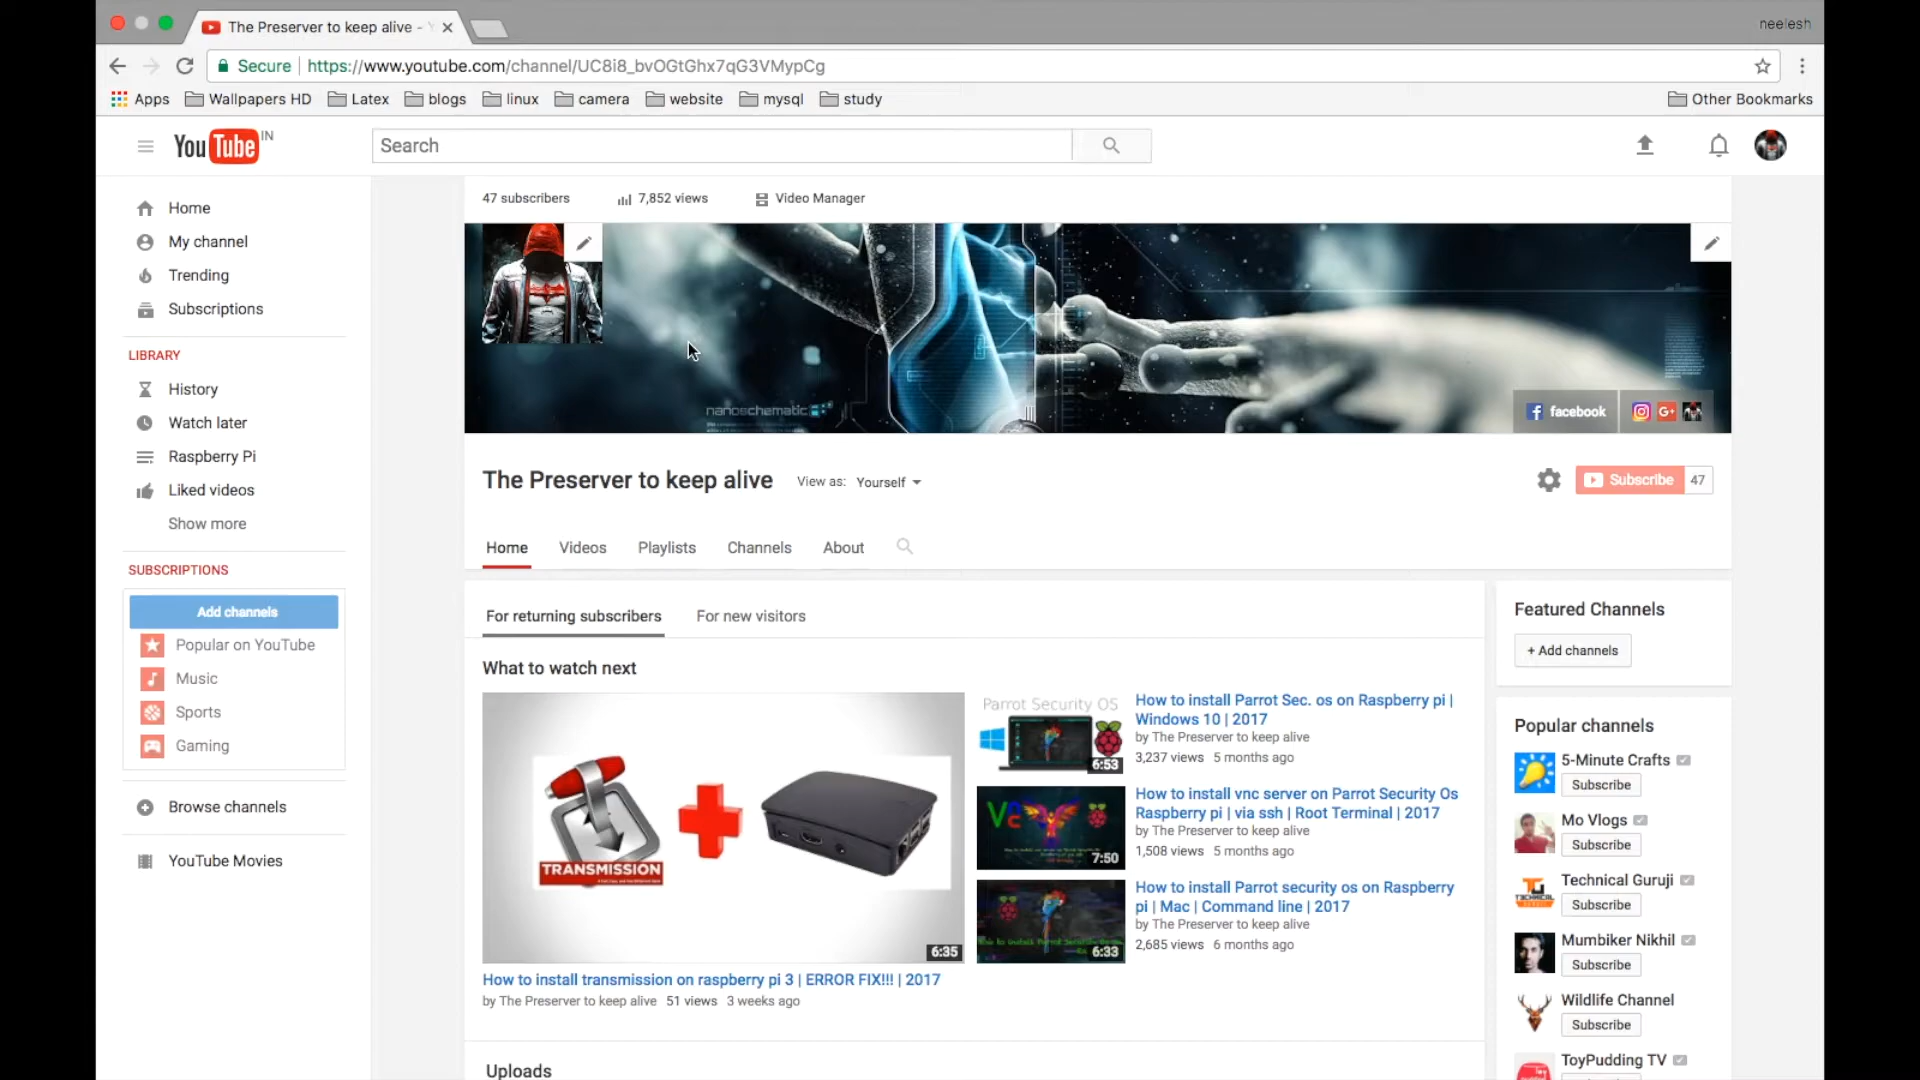 The Preserver to keep alive - Y
neelesh
Secure https://www.youtube.com/channel/UC8i8_bvOGtGhx7qG3VMypCg
Apps Wallpapers HD Latex blogs linux camera website mysql study Other Bookmarks
YouTube IN
Search
47 subscribers 7,852 views Video Manager
Home
My channel
Trending
Subscriptions
LIBRARY
History
Watch later
Raspberry Pi
Liked videos
Show more
SUBSCRIPTIONS
Add channels
Popular on YouTube
Music
Sports
Gaming
Browse channels
YouTube Movies
nanoschematic
facebook G+
The Preserver to keep alive View as: Yourself
Subscribe 47
Home Videos Playlists Channels About
For returning subscribers For new visitors
What to watch next
TRANSMISSION
6:35
How to install transmission on raspberry pi 3 | ERROR FIX!!! | 2017
by The Preserver to keep alive 51 views 3 weeks ago
Parrot Security OS
6:53
How to install Parrot Sec. os on Raspberry pi |
Windows 10 | 2017
by The Preserver to keep alive
3,237 views 5 months ago
7:50
How to install vnc server on Parrot Security Os
Raspberry pi | via ssh | Root Terminal | 2017
by The Preserver to keep alive
1,508 views 5 months ago
6:33
How to install Parrot security os on Raspberry
pi | Mac | Command line | 2017
by The Preserver to keep alive
2,685 views 6 months ago
Uploads
Featured Channels
+ Add channels
Popular channels
5-Minute Crafts
Subscribe
Mo Vlogs
Subscribe
Technical Guruji
Subscribe
Mumbiker Nikhil
Subscribe
Wildlife Channel
Subscribe
ToyPudding TV